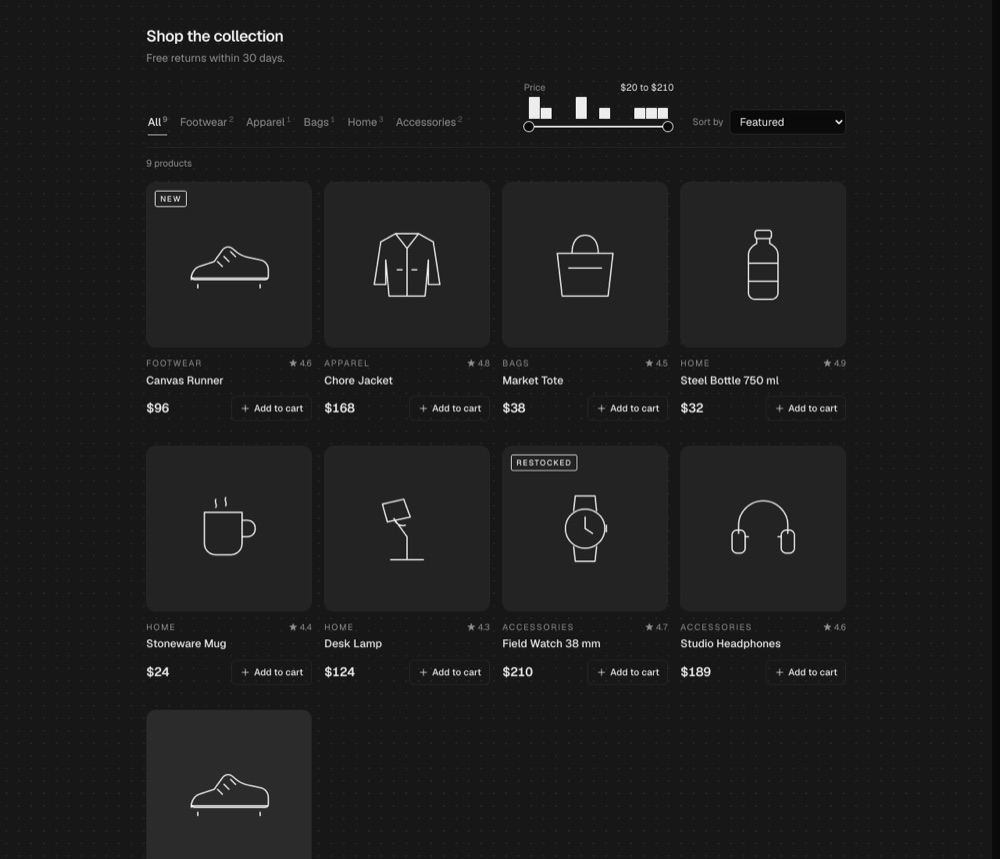 Shop the collection
Free returns within 30 days.
Price $20 to $210
All 9 Footwear 2 Apparel 1 Bags 1 Home 3 Accessories 2 Sort by Featured
9 products
NEW
FOOTWEAR ★ 4.6 APPAREL ★ 4.8 BAGS ★ 4.5 HOME ★ 4.9
Canvas Runner Chore Jacket Market Tote Steel Bottle 750 ml
$96 + Add to cart $168 + Add to cart $38 + Add to cart $32 + Add to cart
RESTOCKED
HOME ★ 4.4 HOME ★ 4.3 ACCESSORIES ★ 4.7 ACCESSORIES ★ 4.6
Stoneware Mug Desk Lamp Field Watch 38 mm Studio Headphones
$24 + Add to cart $124 + Add to cart $210 + Add to cart $189 + Add to cart